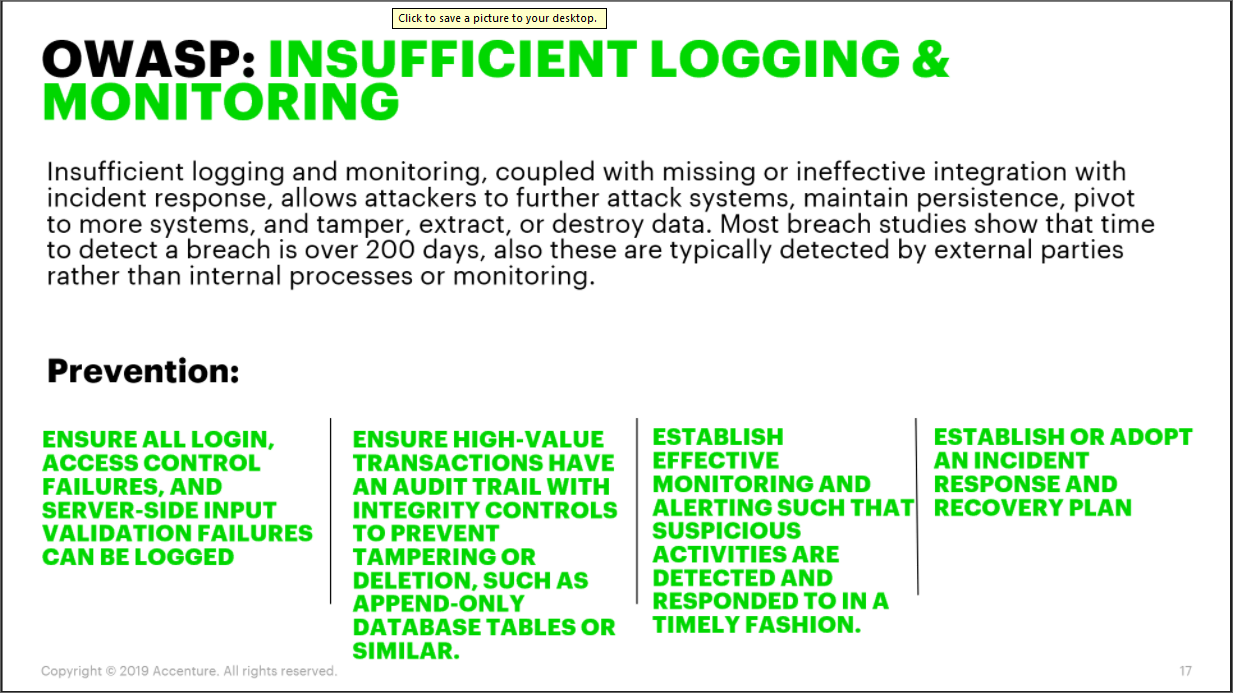 Click to save a picture to your desktop.
OWASP: INSUFFICIENT LOGGING &
MONITORING
Insufficient logging and monitoring, coupled with missing or ineffective integration with
incident response, allows attackers to further attack systems, maintain persistence, pivot
to more systems, and tamper, extract, or destroy data. Most breach studies show that time
to detect a breach is over 200 days, also these are typically detected by external parties
rather than internal processes or monitoring.
Prevention:
ENSURE ALL LOGIN,
ACCESS CONTROL
FAILURES, AND
SERVER-SIDE INPUT
VALIDATION FAILURES
CAN BE LOGGED
ENSURE HIGH-VALUE
TRANSACTIONS HAVE
AN AUDIT TRAIL WITH
INTEGRITY CONTROLS
TO PREVENT
TAMPERING OR
DELETION, SUCH AS
APPEND-ONLY
DATABASE TABLES OR
SIMILAR.
ESTABLISH
EFFECTIVE
MONITORING AND
ALERTING SUCH THAT
SUSPICIOUS
ACTIVITIES ARE
DETECTED AND
RESPONDED TO IN A
TIMELY FASHION.
ESTABLISH OR ADOPT
AN INCIDENT
RESPONSE AND
RECOVERY PLAN
Copyright © 2019 Accenture. All rights reserved.
17